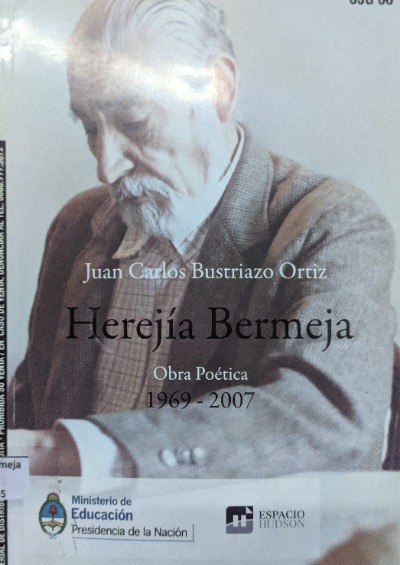 Juan Carlos Bustriazo Ortiz
Herejía Bermeja
Obra Poética
1969 - 2007
meja
5
Ministerio de
Educación
Presidencia de la Nación
ESPACIO
HUDSON